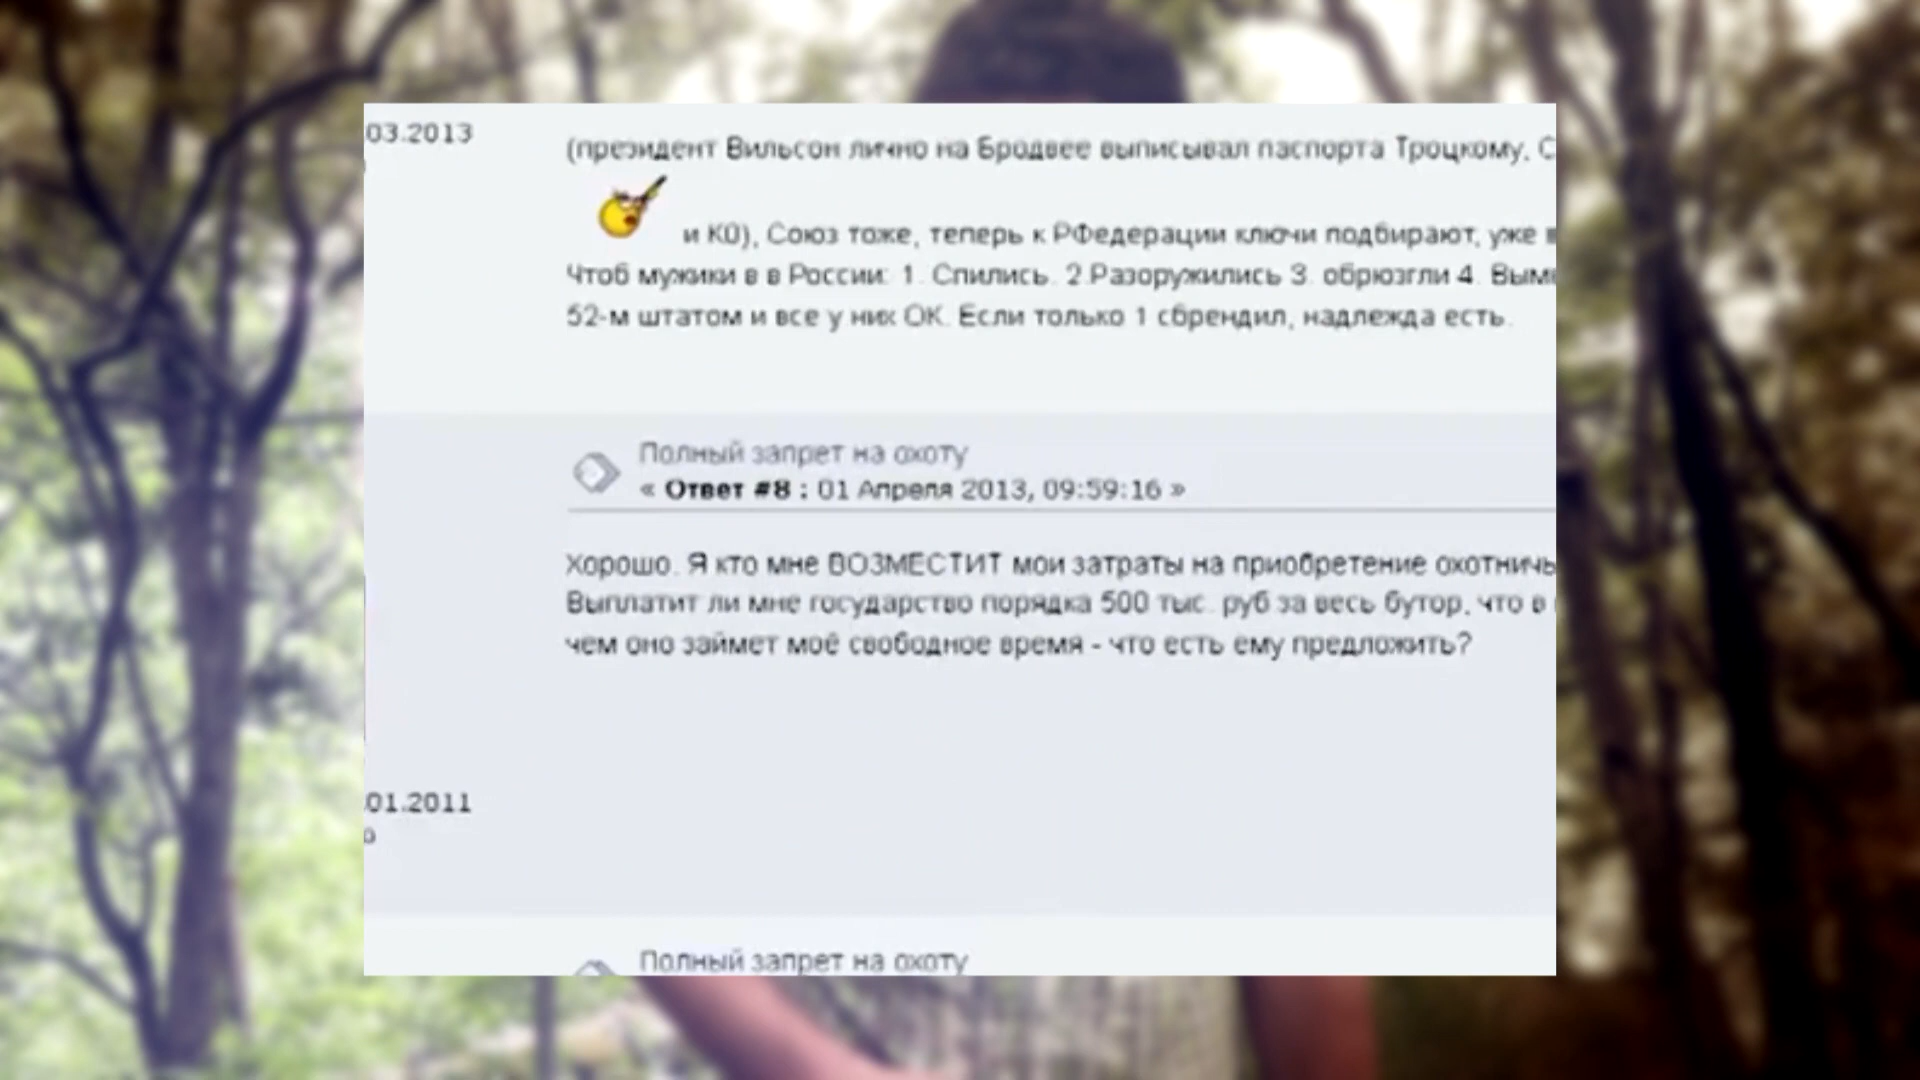 03.2013
(президент Вильсон лично на Бродвее выписывал паспорта Троцкому, С
и К0), Союз тоже, теперь к РФедерации ключи подбирают, уже
Чтоб мужики в в России: 1. Спились. 2.Разоружились 3. обрюзгли 4. Вым
52-м штатом и все у них ОК. Если только 1 сбрендил, надлежда есть.
Полный запрет на охоту
« Ответ #8 : 01 Апреля 2013, 09:59:16 »
Хорошо. Я кто мне ВОЗМЕСТИТ мои затраты на приобретение охотничь
Выплатит ли мне государство порядка 500 тыс. руб за весь бутор, что в
чем оно займет моё свободное время - что есть ему предложить?
.01.2011
Полный запрет на охоту